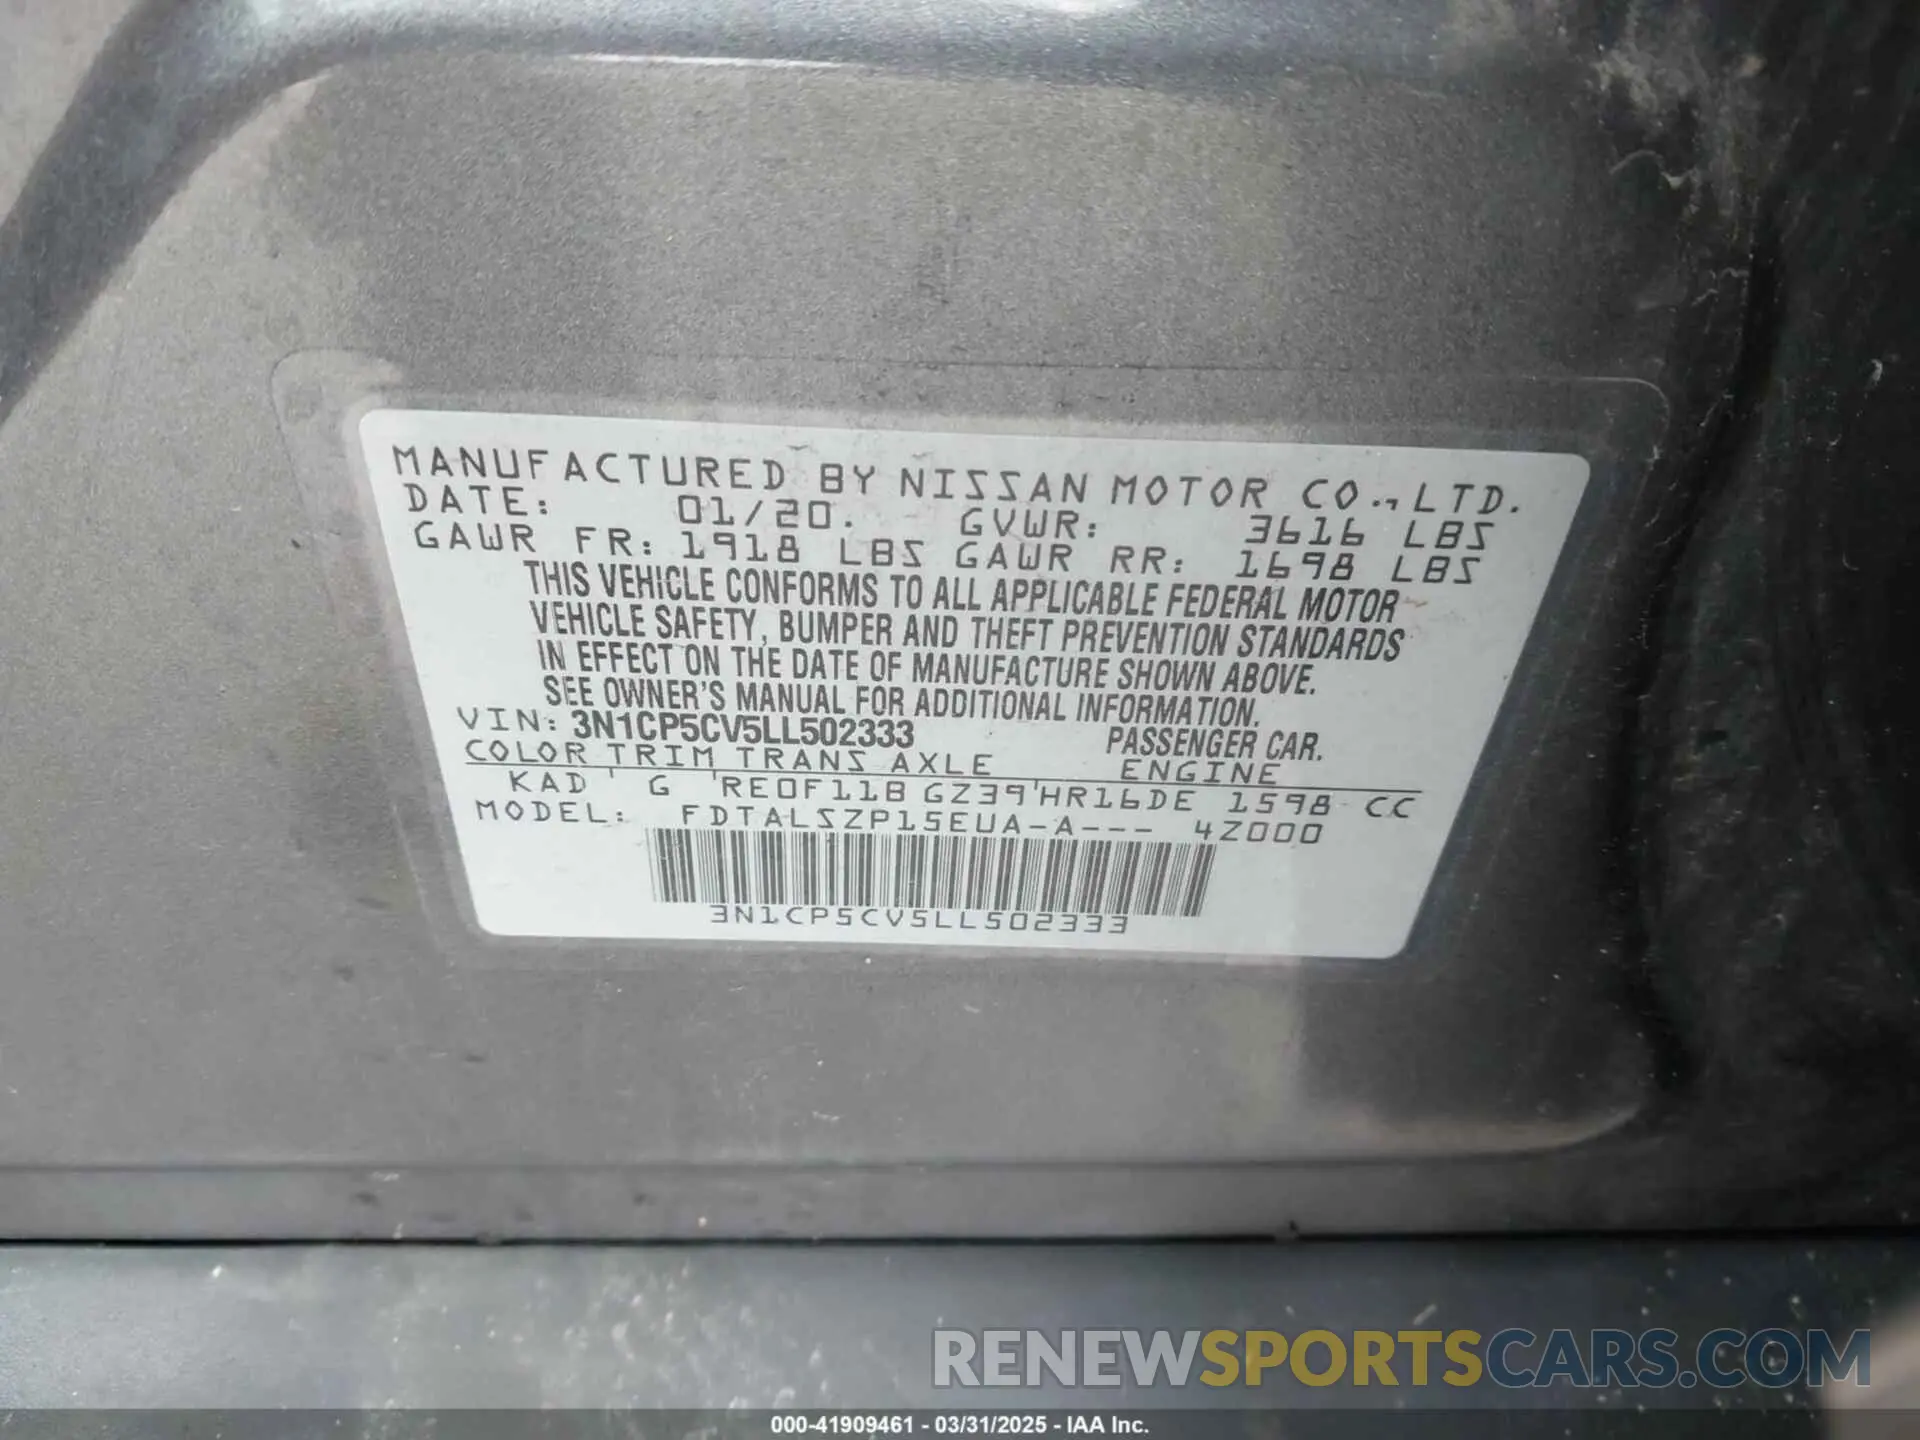 MANUFACTURED BY NISSAN MOTOR CO., LTD.
DATE: 01/20. GVWR: 3616 LBS
GAWR FR: 1918 LBS GAWR RR: 1698 LBS
THIS VEHICLE CONFORMS TO ALL APPLICABLE FEDERAL MOTOR
VEHICLE SAFETY, BUMPER AND THEFT PREVENTION STANDARDS
IN EFFECT ON THE DATE OF MANUFACTURE SHOWN ABOVE.
SEE OWNER'S MANUAL FOR ADDITIONAL INFORMATION.
VIN: 3N1CP5CV5LL502333 PASSENGER CAR.
COLOR TRIM TRANS AXLE ENGINE
KAD ' G 'RE0F11B GZ39'HR16DE 1598 CC
MODEL: FDTALSZP15EUA-A--- 4Z000
3N1CP5CV5LL502333
RENEWSPORTSCARS.COM
000-41909461 - 03/31/2025 - IAA Inc.